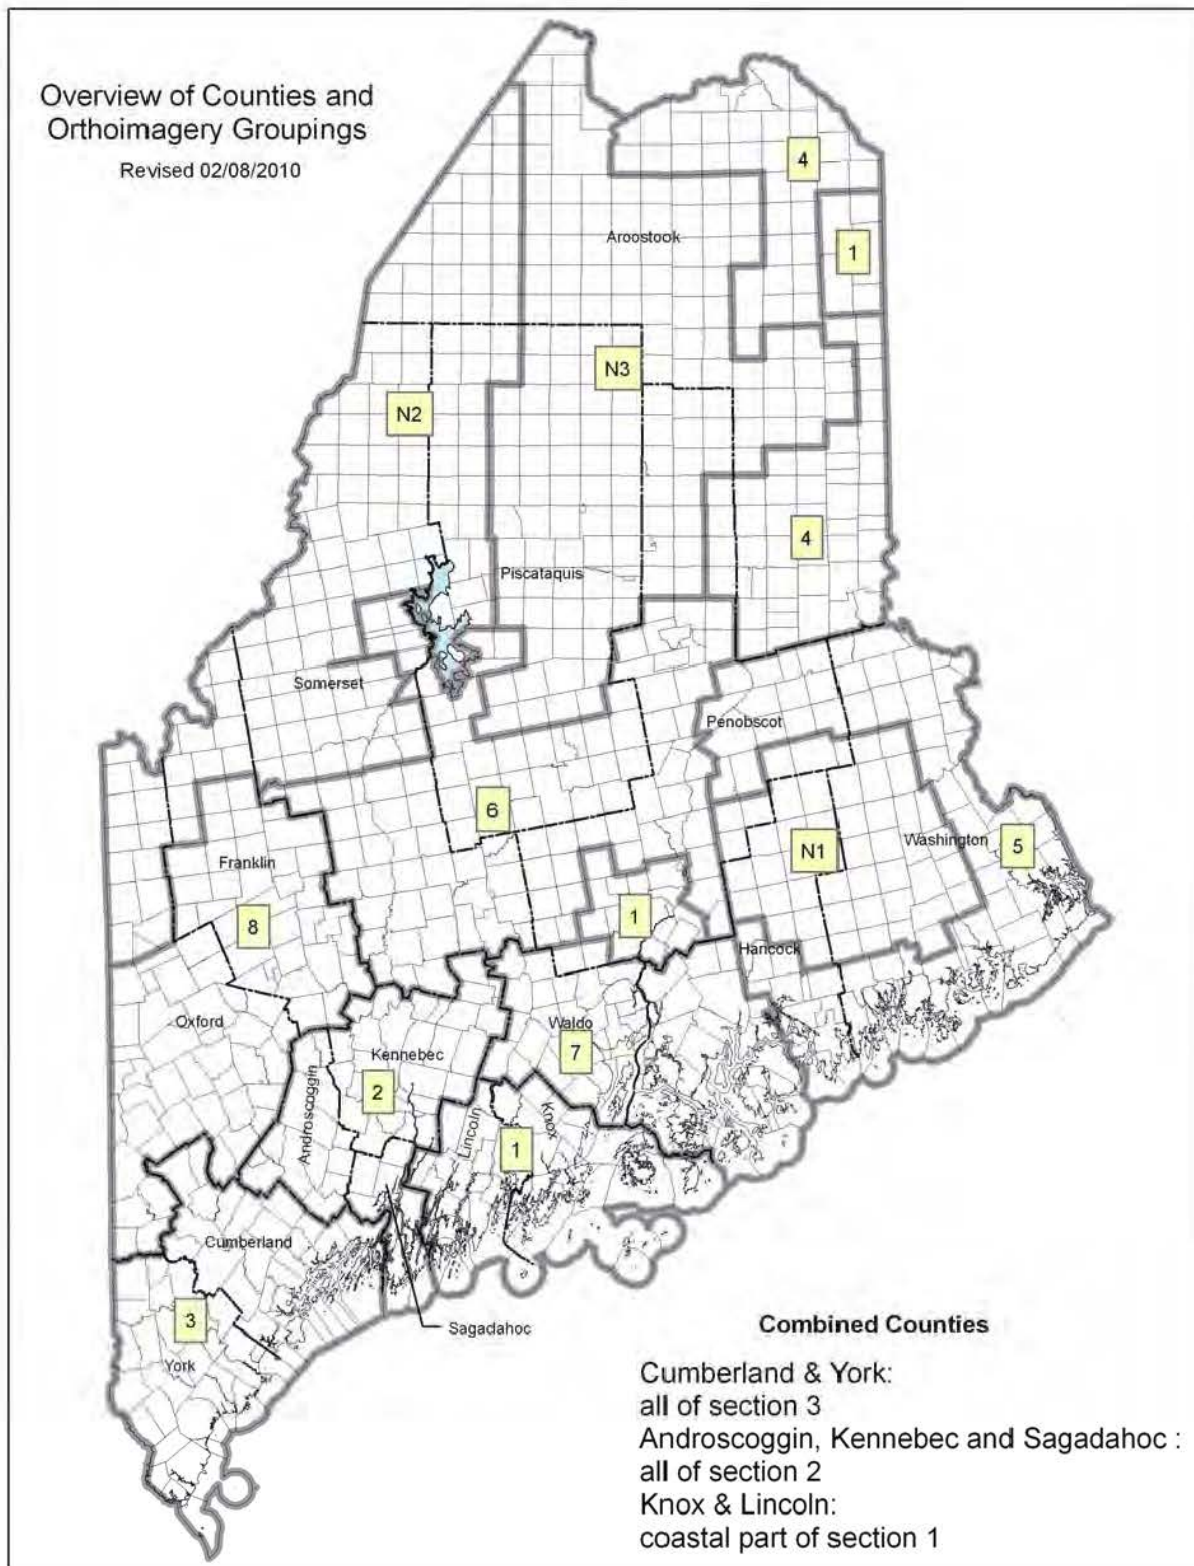 Overview of Counties and
Orthoimagery Groupings
Revised 02/08/2010
4
Aroostook
1
N3
N2
4
Piscataquis
Somerset
Penobscot
6
Franklin
N1
Washington
5
8
1
Hancock
Oxford
Waldo
Kennebec
7
Androscoggin
2
Lincoln
Knox
1
Cumberland
3
Sagadahoc
York
Combined Counties
Cumberland & York:
all of section 3
Androscoggin, Kennebec and Sagadahoc :
all of section 2
Knox & Lincoln:
coastal part of section 1